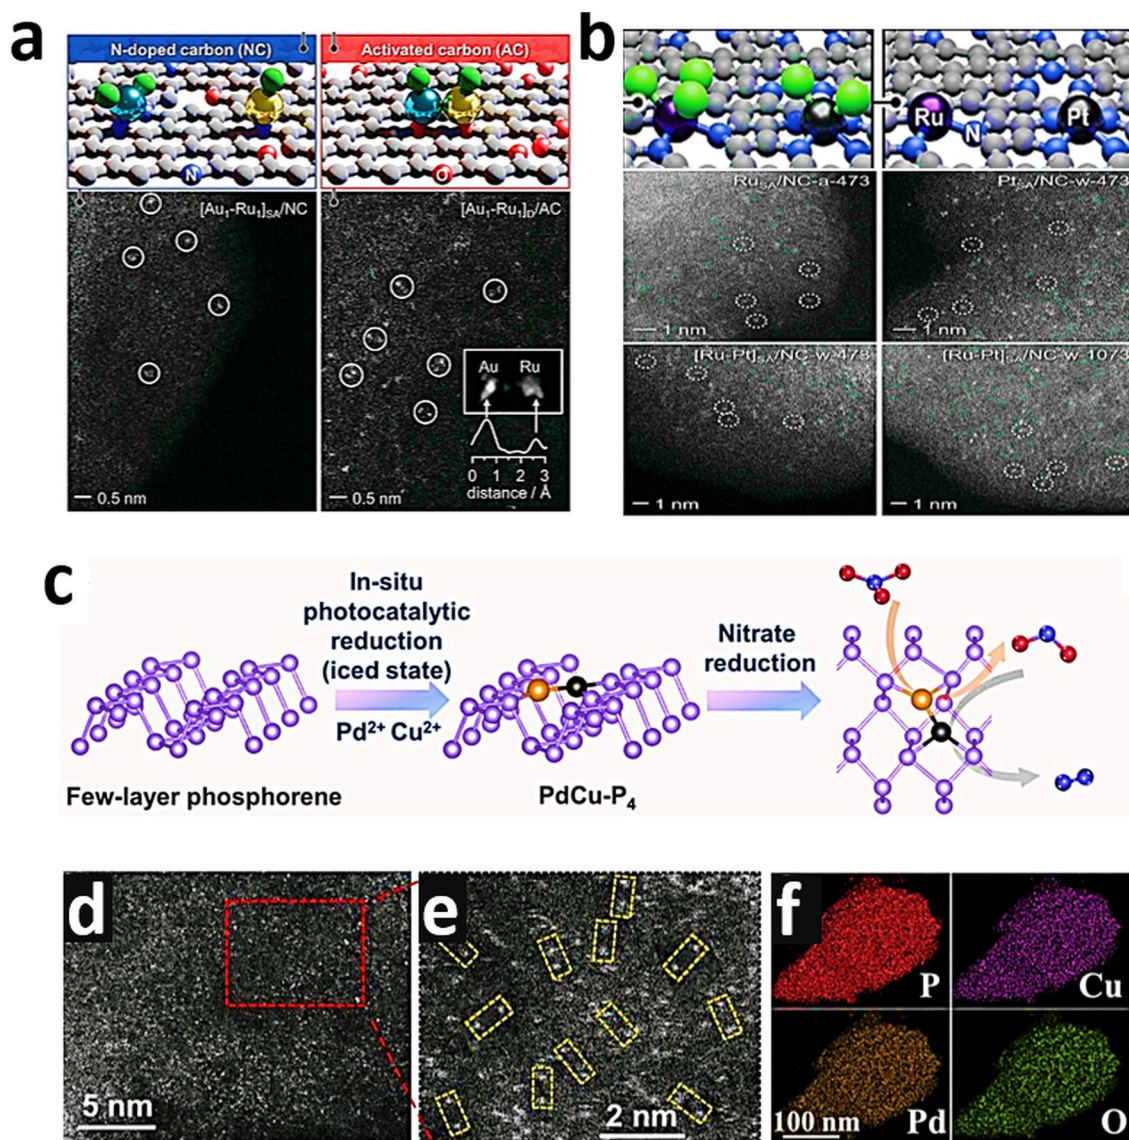 a
N-doped carbon (NC)
Activated carbon (AC)
N
O
[Au₁-Ru₁]SA/NC
[Au₁-Ru₁]D/AC
Au Ru
0 1 2 3
distance / Å
0.5 nm
0.5 nm
b
Ru N Pt
RuSA/NC-a-473
PtSA/NC-w-473
1 nm
1 nm
[Ru-Pt]SA/NC-w-473
[Ru-Pt]SA/NC-w-1073
1 nm
1 nm
c
In-situ
photocatalytic
reduction
(iced state)
Pd²⁺ Cu²⁺
Nitrate
reduction
Few-layer phosphorene
PdCu-P₄
d
5 nm
e
2 nm
f
P
Cu
Pd
100 nm
O